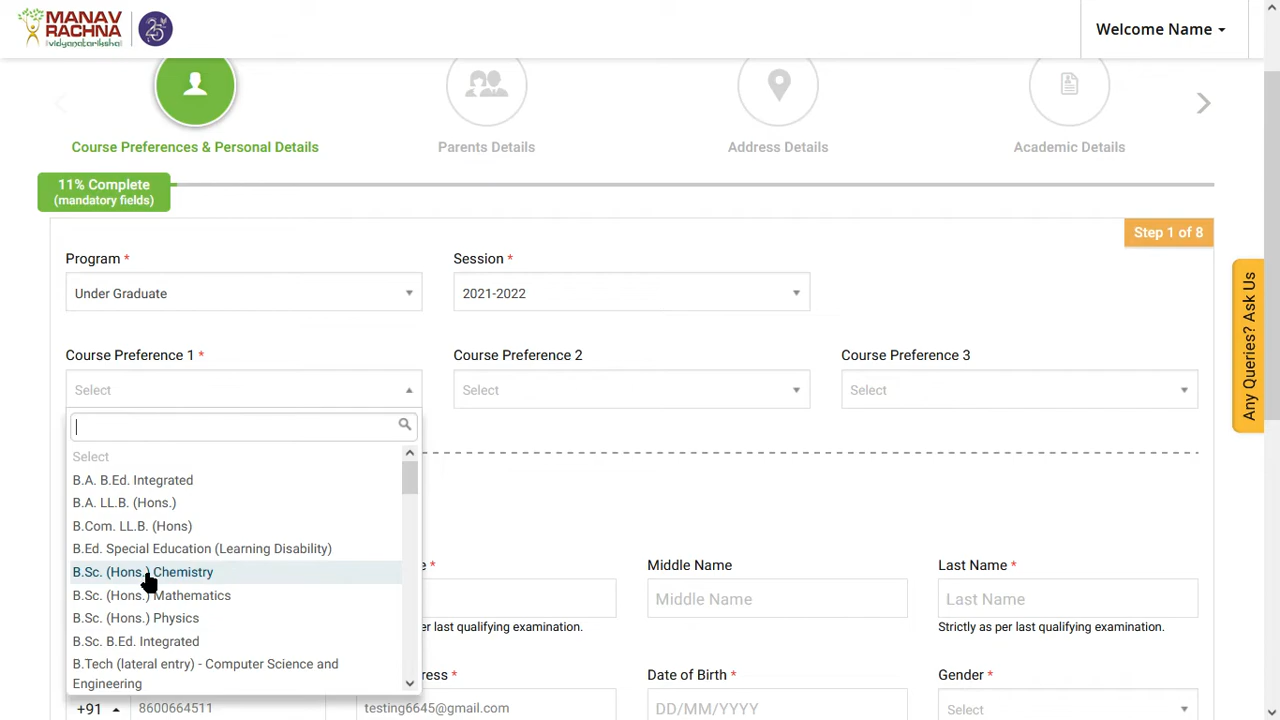 MANAV
RACHNA
vidyanatariksha
25
Welcome Name
Course Preferences & Personal Details
Parents Details
Address Details
Academic Details
11% Complete
(mandatory fields)
Step 1 of 8
Program *
Session *
Under Graduate
2021-2022
Any Queries? Ask Us
Course Preference 1 *
Course Preference 2
Course Preference 3
Select
Select
Select
Select
B.A. B.Ed. Integrated
B.A. LL.B. (Hons.)
B.Com. LL.B. (Hons)
B.Ed. Special Education (Learning Disability)
B.Sc. (Hons.) Chemistry
B.Sc. (Hons.) Mathematics
B.Sc. (Hons.) Physics
B.Sc. B.Ed. Integrated
B.Tech (lateral entry) - Computer Science and
Engineering
e *
Middle Name
Last Name *
Middle Name
Last Name
er last qualifying examination.
Strictly as per last qualifying examination.
ress *
Date of Birth *
Gender *
+91
8600664511
testing6645@gmail.com
DD/MM/YYYY
Select